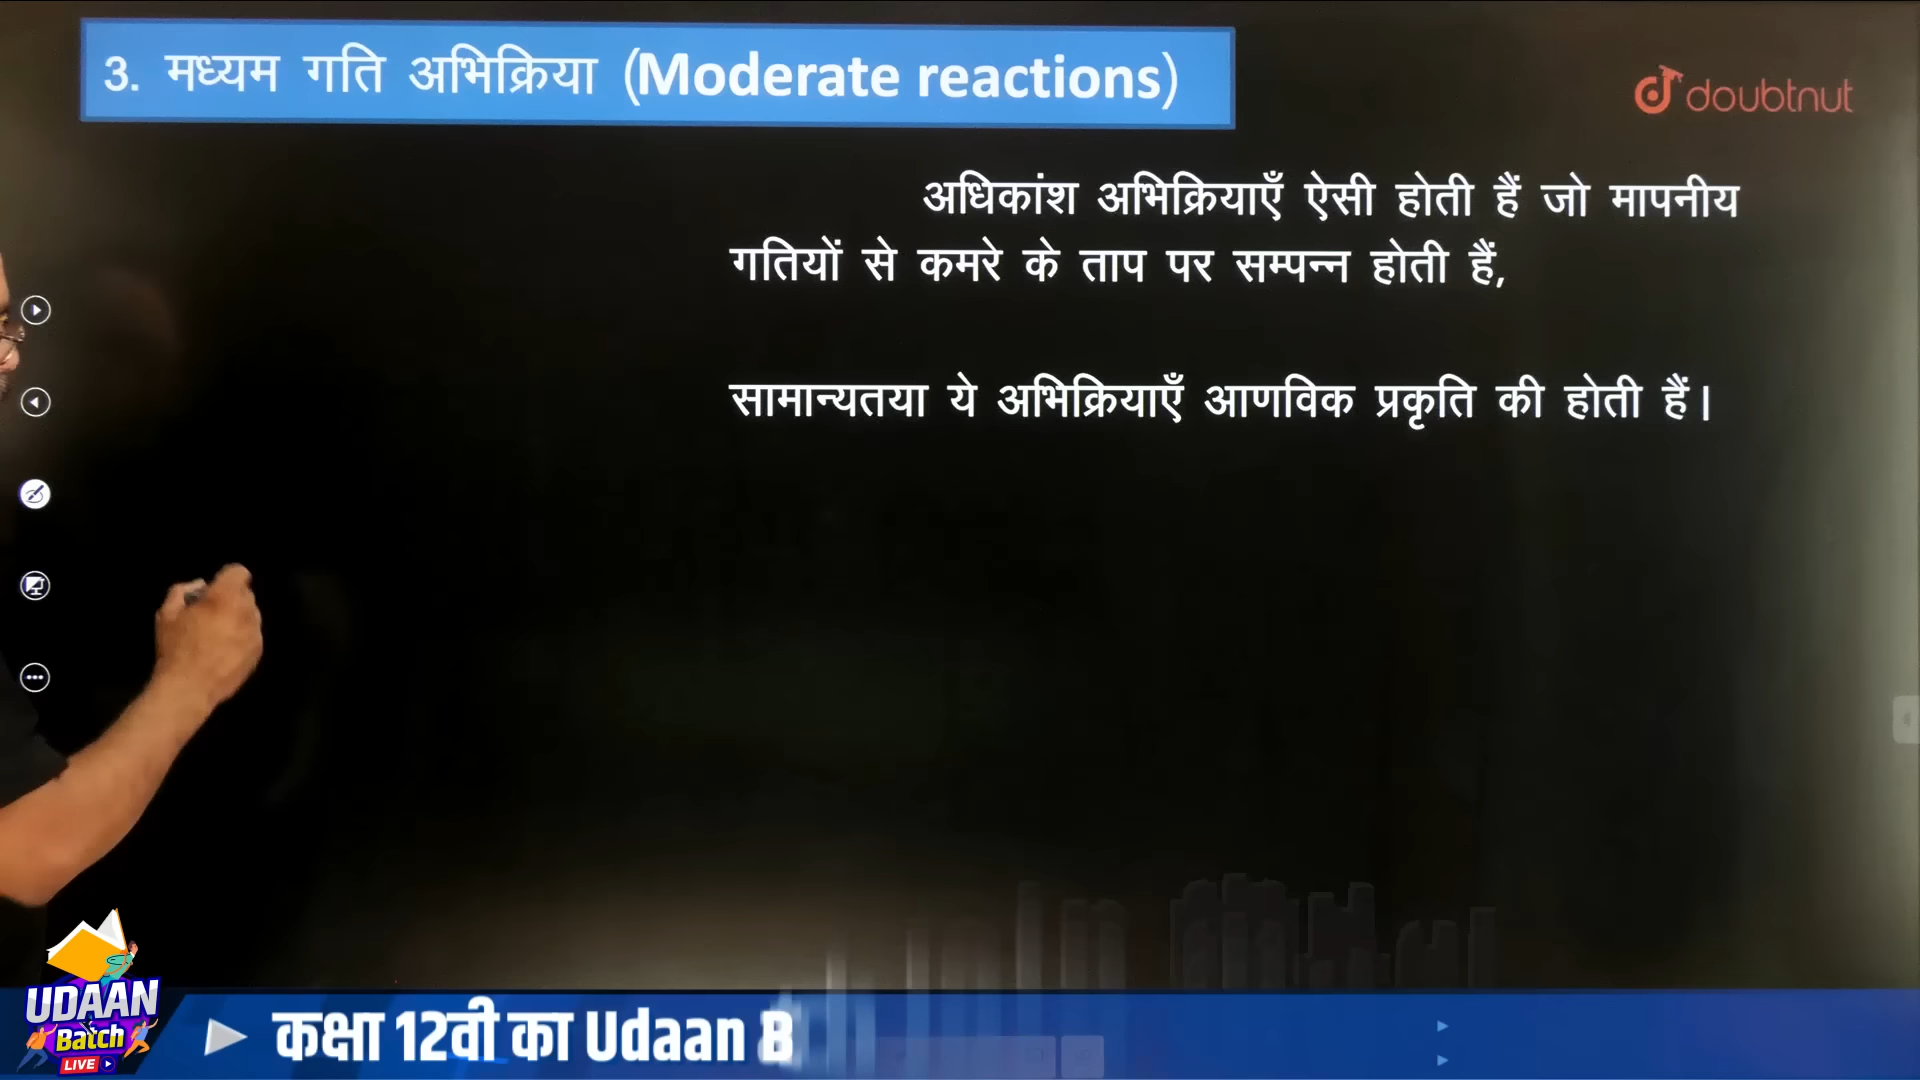 3. मध्यम गति अभिक्रिया (Moderate reactions)
doubtnut
अधिकांश अभिक्रियाएँ ऐसी होती हैं जो मापनीय
गतियों से कमरे के ताप पर सम्पन्न होती हैं,
सामान्यतया ये अभिक्रियाएँ आणविक प्रकृति की होती हैं।
UDAAN
Batch
LIVE
कक्षा 12वी का Udaan B